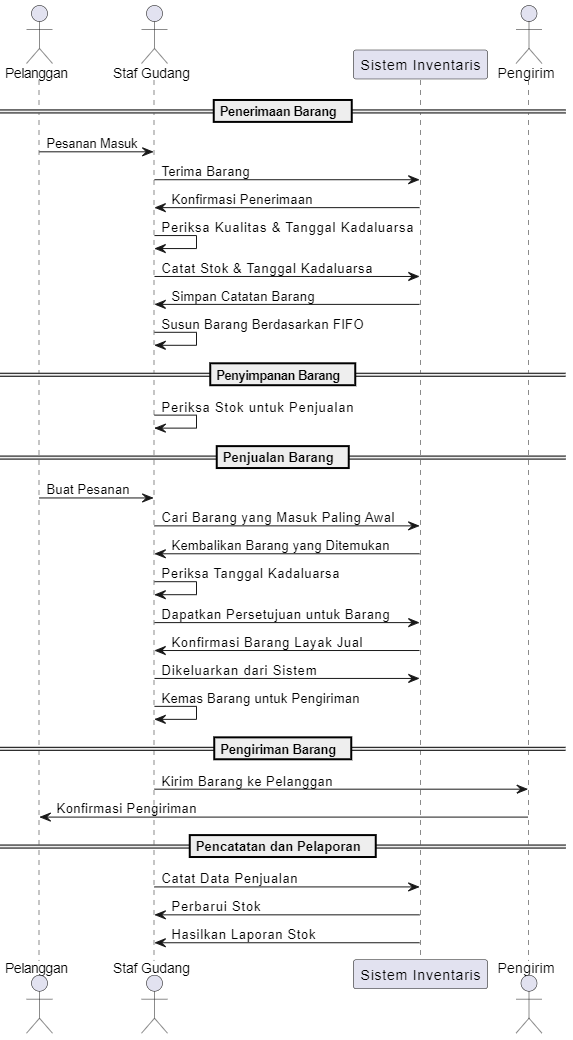 Pelanggan Staf Gudang Sistem Inventaris Pengirim
Penerimaan Barang
Pesanan Masuk
Terima Barang
Konfirmasi Penerimaan
Periksa Kualitas & Tanggal Kadaluarsa
Catat Stok & Tanggal Kadaluarsa
Simpan Catatan Barang
Susun Barang Berdasarkan FIFO
Penyimpanan Barang
Periksa Stok untuk Penjualan
Penjualan Barang
Buat Pesanan
Cari Barang yang Masuk Paling Awal
Kembalikan Barang yang Ditemukan
Periksa Tanggal Kadaluarsa
Dapatkan Persetujuan untuk Barang
Konfirmasi Barang Layak Jual
Dikeluarkan dari Sistem
Kemas Barang untuk Pengiriman
Pengiriman Barang
Kirim Barang ke Pelanggan
Konfirmasi Pengiriman
Pencatatan dan Pelaporan
Catat Data Penjualan
Perbarui Stok
Hasilkan Laporan Stok
Pelanggan Staf Gudang Sistem Inventaris Pengirim